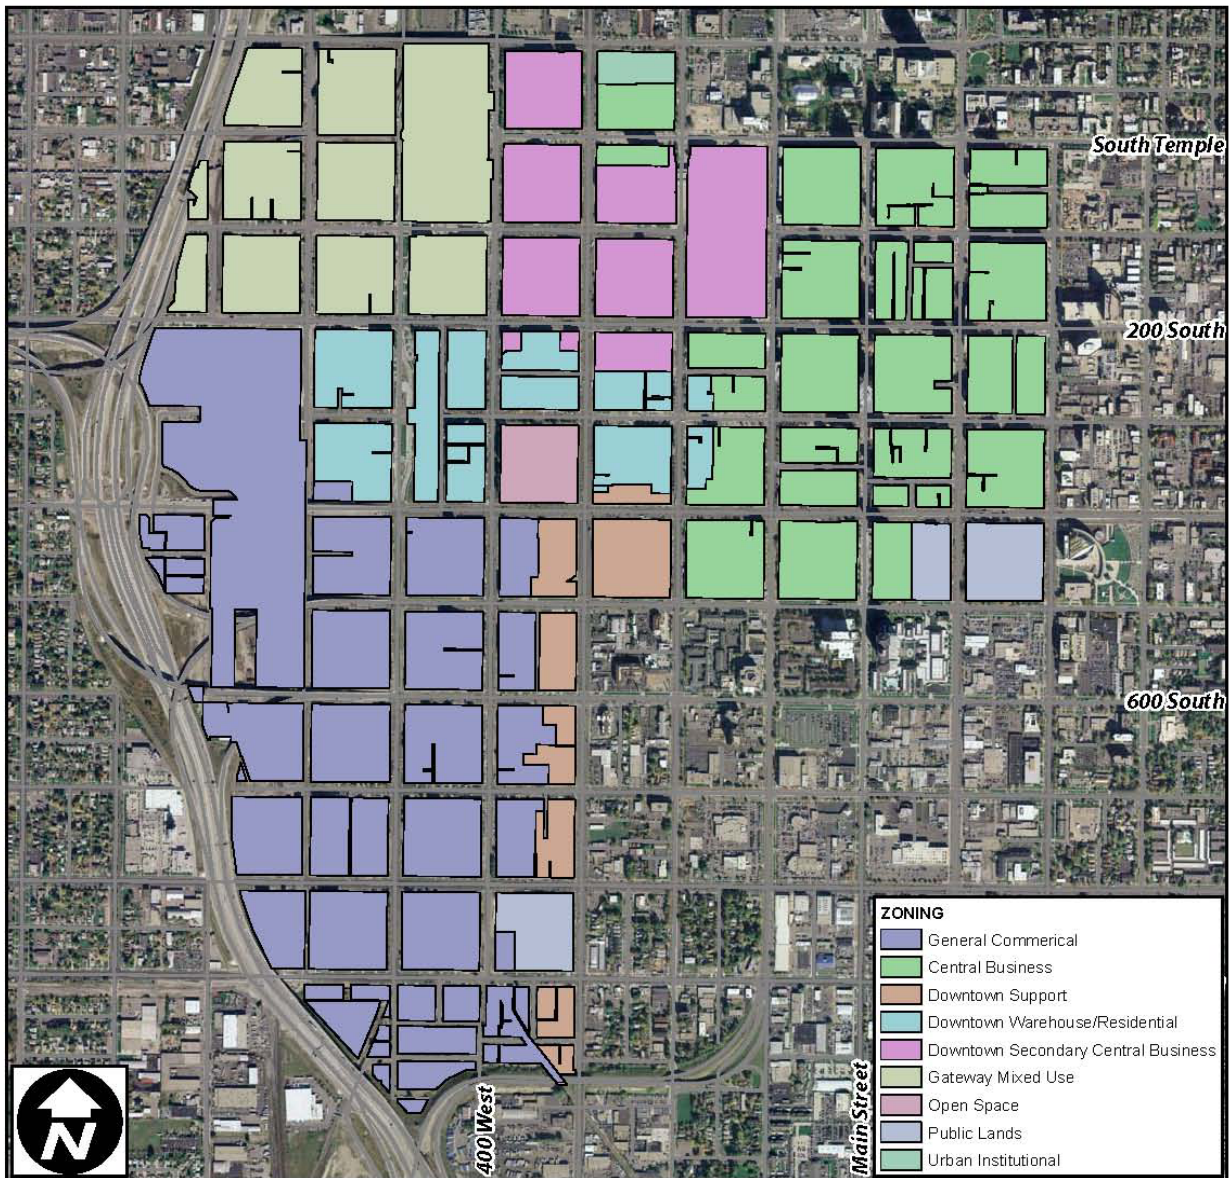 South Temple
200 South
600 South
ZONING
General Commerical
Central Business
Downtown Support
Downtown Warehouse/Residential
Downtown Secondary Central Business
Gateway Mixed Use
Open Space
Public Lands
Urban Institutional
400 West
Main Street
N